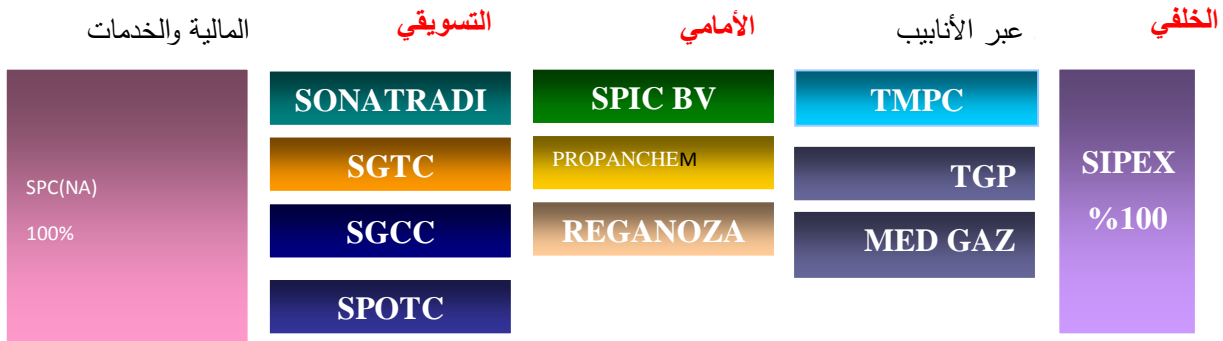 الخلفي
عبر الأنابيب
الأمامي
التسويقي
المالية والخدمات
SIPEX
%100
TMPC
TGP
MED GAZ
SPIC BV
PROPANCHEM
REGANOZA
SONATRADI
SGTC
SGCC
SPOTC
SPC(NA)
100%